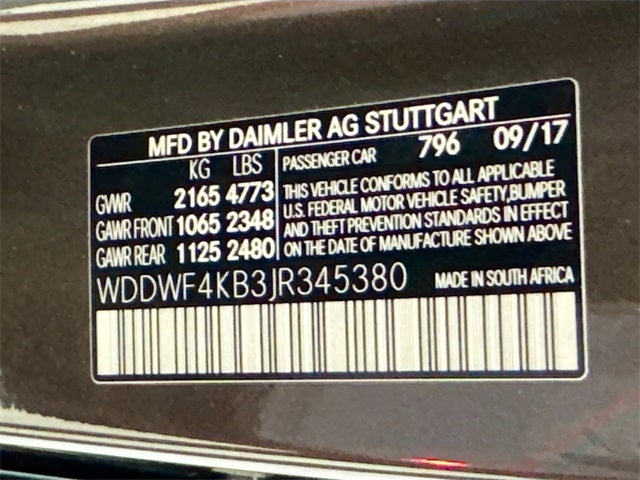 MFD BY DAIMLER AG STUTTGART
KG LBS
GWR 2165 4773
GAWR FRONT 1065 2348
GAWR REAR 1125 2480
PASSENGER CAR 796 09/17
THIS VEHICLE CONFORMS TO ALL APPLICABLE
U.S. FEDERAL MOTOR VEHICLE SAFETY,BUMPER
AND THEFT PREVENTION STANDARDS IN EFFECT
ON THE DATE OF MANUFACTURE SHOWN ABOVE
WDDWF4KB3JR345380 MADE IN SOUTH AFRICA